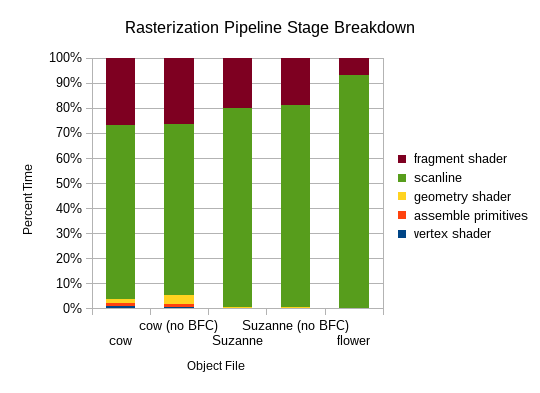 Rasterization Pipeline Stage Breakdown
100%
90%
80%
70%
60%
50%
40%
30%
20%
10%
0%
Percent Time
fragment shader
scanline
geometry shader
assemble primitives
vertex shader
cow
cow (no BFC)
Suzanne
Suzanne (no BFC)
flower
Object File